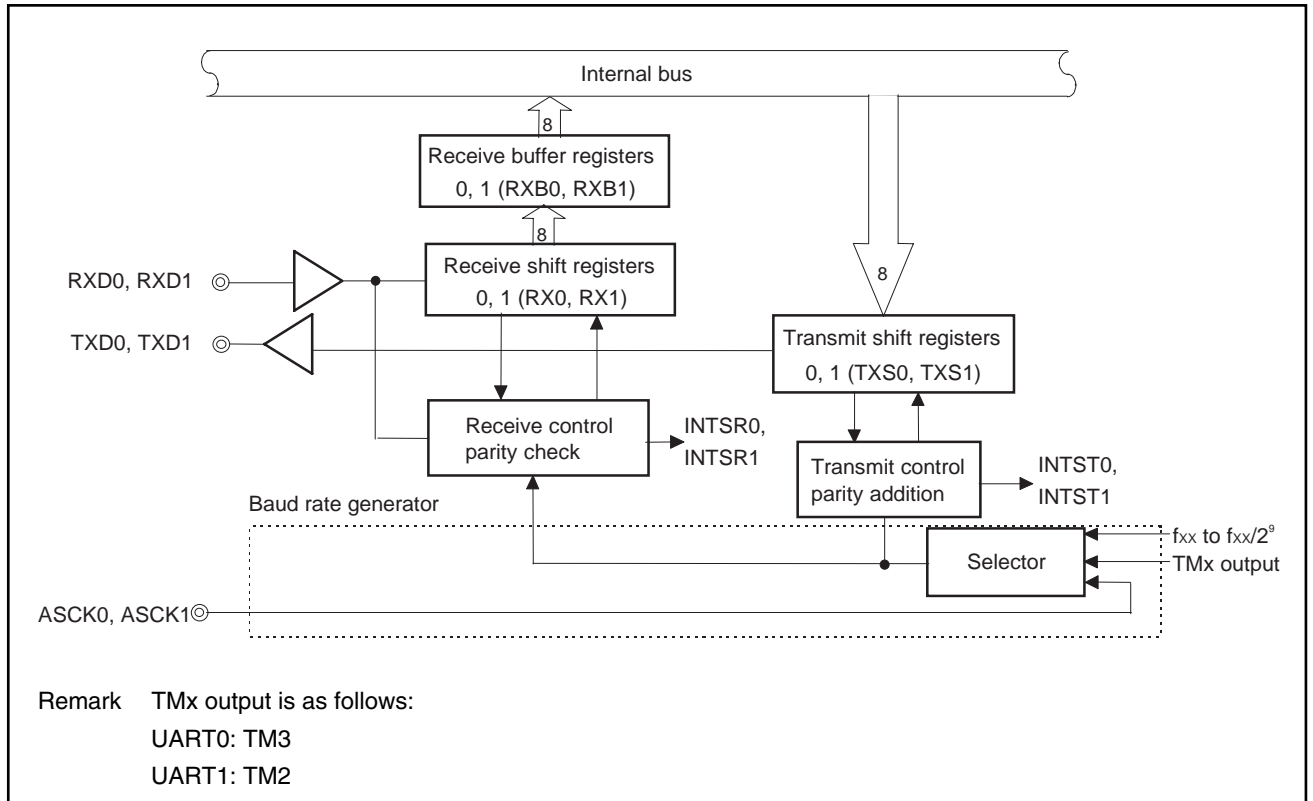 Internal bus
8
Receive buffer registers
0, 1 (RXB0, RXB1)
8
Receive shift registers
0, 1 (RX0, RX1)
RXD0, RXD1
TXD0, TXD1
8
Transmit shift registers
0, 1 (TXS0, TXS1)
Receive control
parity check
INTSR0,
INTSR1
Transmit control
parity addition
INTST0,
INTST1
Baud rate generator
Selector
fxx to fxx/2⁹
TMx output
ASCK0, ASCK1
Remark TMx output is as follows:
UART0: TM3
UART1: TM2